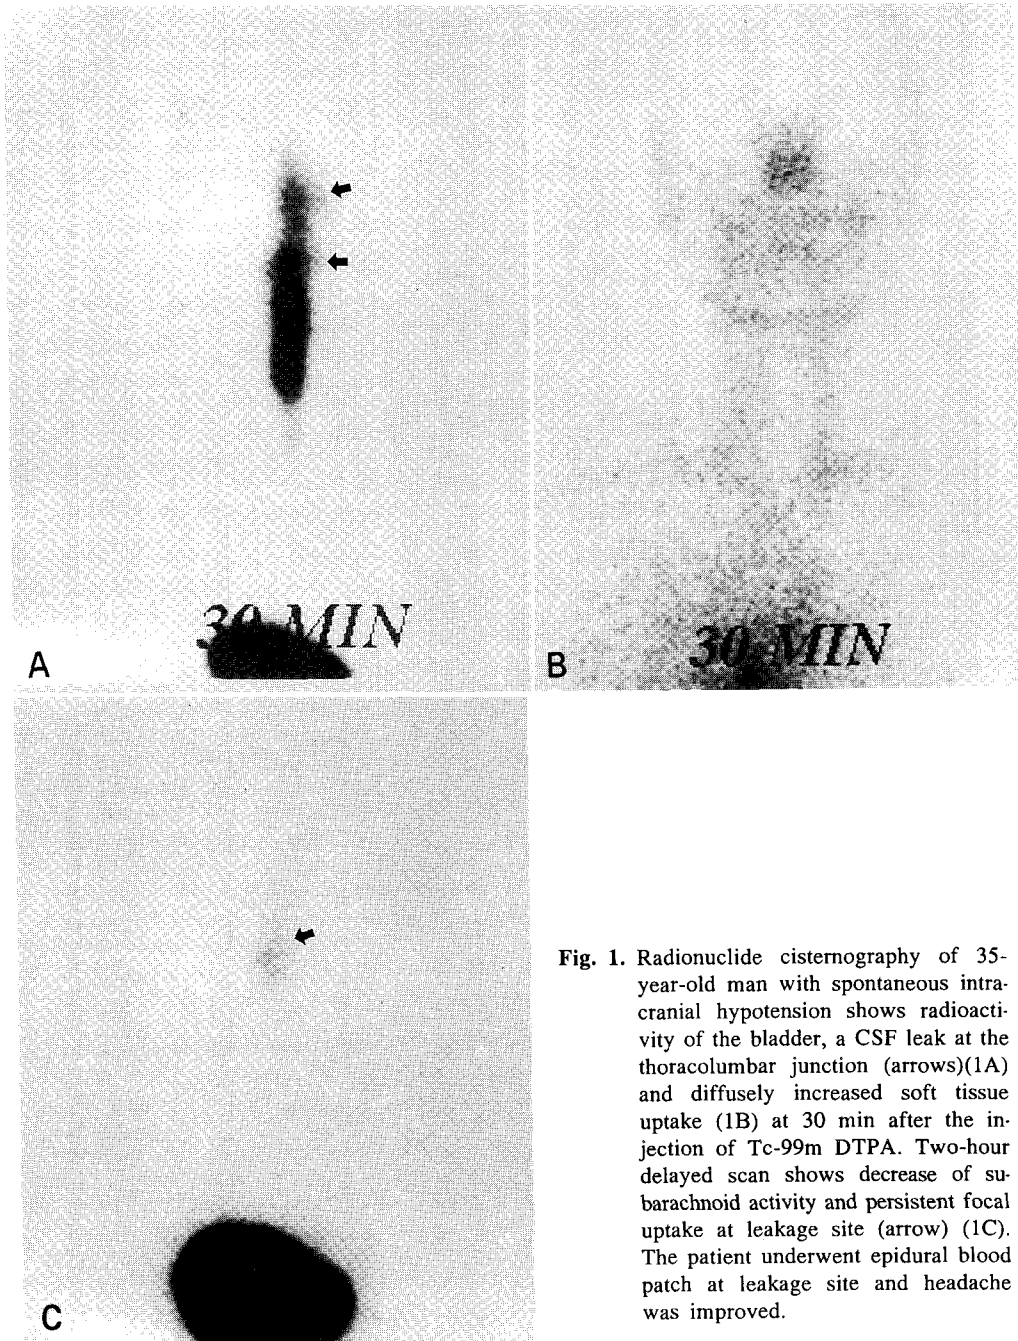 30 MIN
A
30 MIN
B
C
Fig. 1. Radionuclide cisternography of 35-
year-old man with spontaneous intra-
cranial hypotension shows radioacti-
vity of the bladder, a CSF leak at the
thoracolumbar junction (arrows)(1A)
and diffusely increased soft tissue
uptake (1B) at 30 min after the in-
jection of Tc-99m DTPA. Two-hour
delayed scan shows decrease of su-
barachnoid activity and persistent focal
uptake at leakage site (arrow) (1C).
The patient underwent epidural blood
patch at leakage site and headache
was improved.